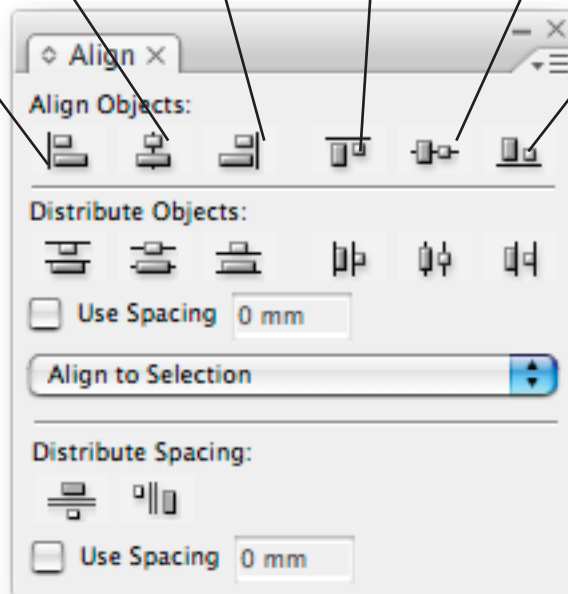 Align
Align Objects:
Distribute Objects:
Use Spacing 0 mm
Align to Selection
Distribute Spacing:
Use Spacing 0 mm